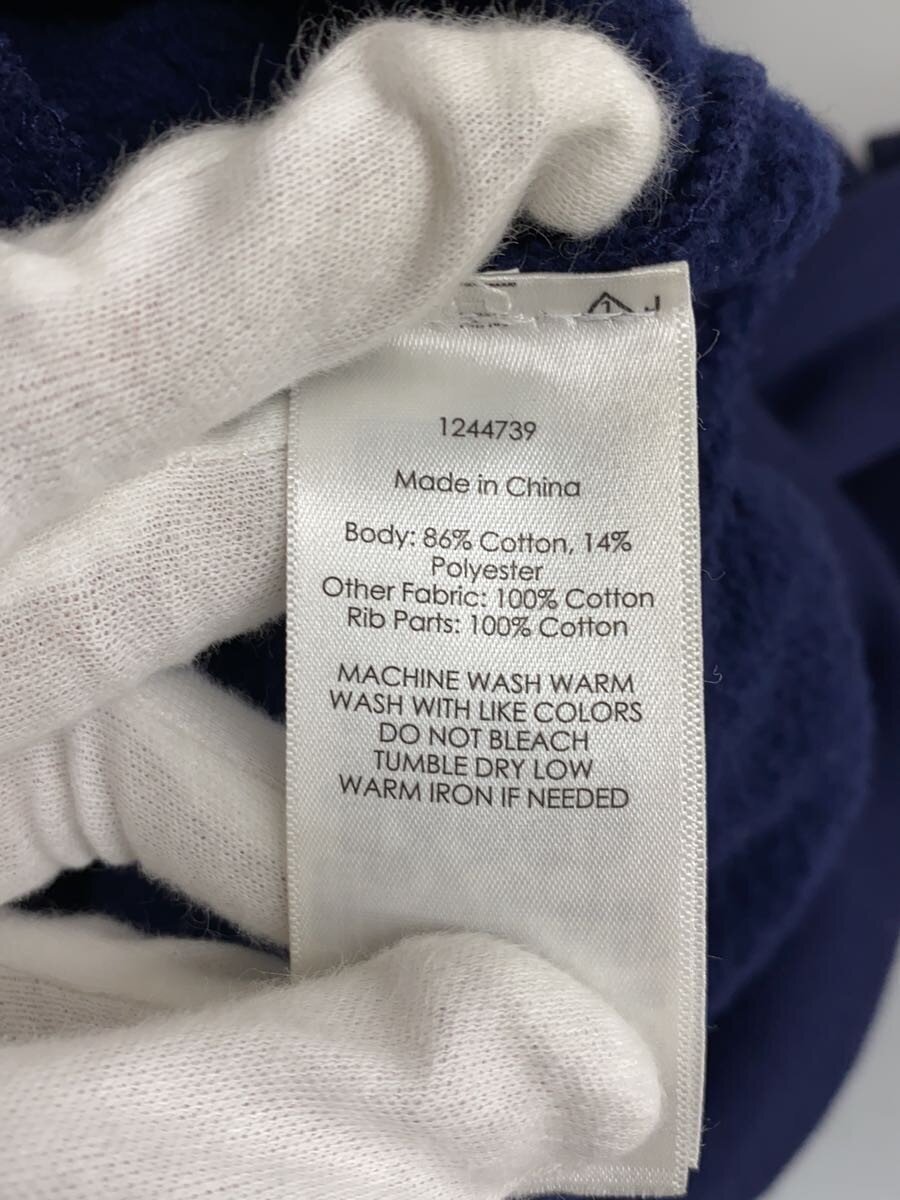 1244739
Made in China
Body: 86% Cotton, 14%
Polyester
Other Fabric: 100% Cotton
Rib Parts: 100% Cotton
MACHINE WASH WARM
WASH WITH LIKE COLORS
DO NOT BLEACH
TUMBLE DRY LOW
WARM IRON IF NEEDED